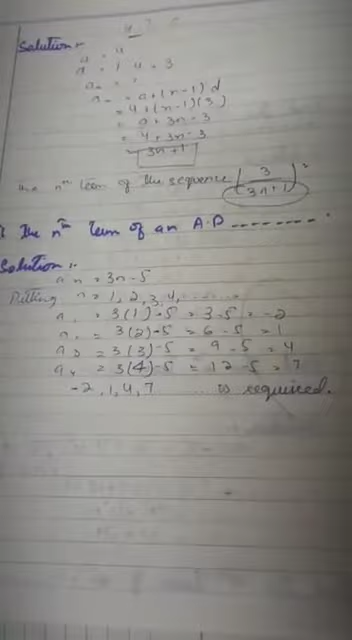 4 7
Solution:-
a = 4
d = 4 = 3
aₙ = ?
aₙ = a + (n-1) d
= 4 + (n-1) (3)
= 4 + 3n - 3
3n + 1
The nᵗʰ term of the sequence (3/3n+1)²
The nᵗʰ term of an A.P ---------
Solution:-
aₙ = 3n - 5
Putting n = 1, 2, 3, 4, ......
a₁ = 3(1) - 5 = 3 - 5 = -2
a₂ = 3(2) - 5 = 6 - 5 = 1
a₃ = 3(3) - 5 = 9 - 5 = 4
a₄ = 3(4) - 5 = 12 - 5 = 7
-2, 1, 4, 7 ..... is required.